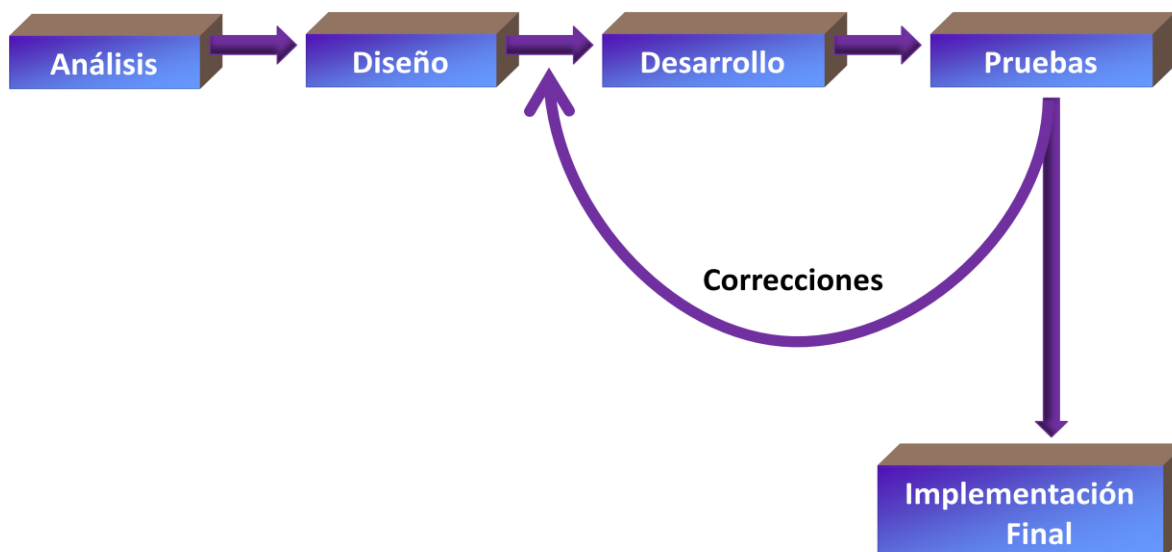 Análisis
Diseño
Desarrollo
Pruebas
Correcciones
Implementación
Final